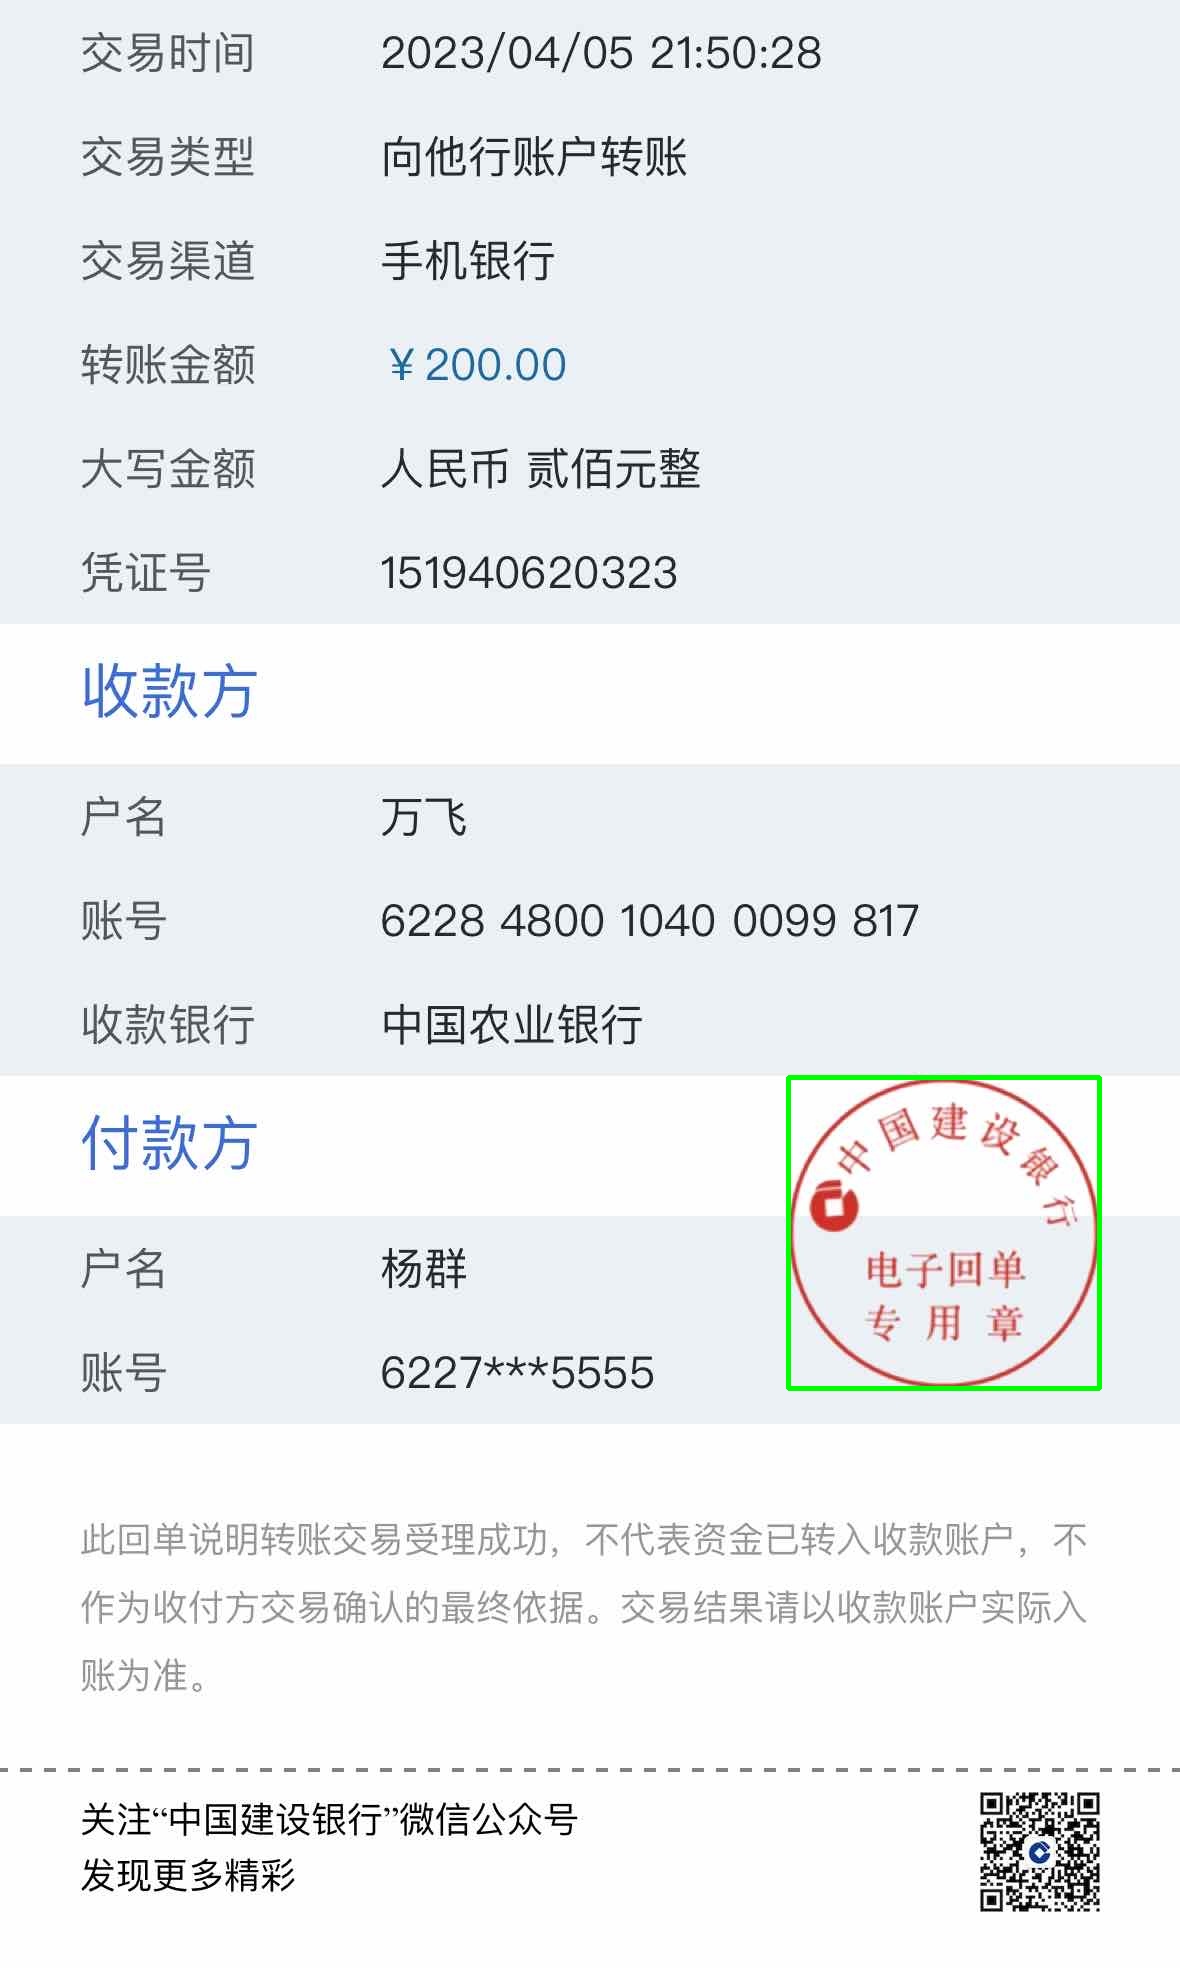 交易时间 2023/04/05 21:50:28
交易类型 向他行账户转账
交易渠道 手机银行
转账金额 ¥200.00
大写金额 人民币 贰佰元整
凭证号 151940620323
收款方
户名 万飞
账号 6228 4800 1040 0099 817
收款银行 中国农业银行
付款方
中国建设银行
电子回单
专用章
户名 杨群
账号 6227***5555
此回单说明转账交易受理成功，不代表资金已转入收款账户，不
作为收付方交易确认的最终依据。交易结果请以收款账户实际入
账为准。
关注“中国建设银行”微信公众号
发现更多精彩